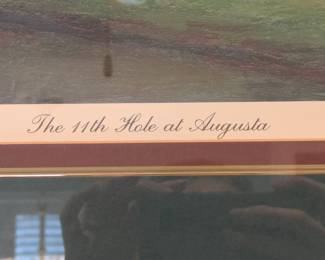 The 11th Hole at Augusta